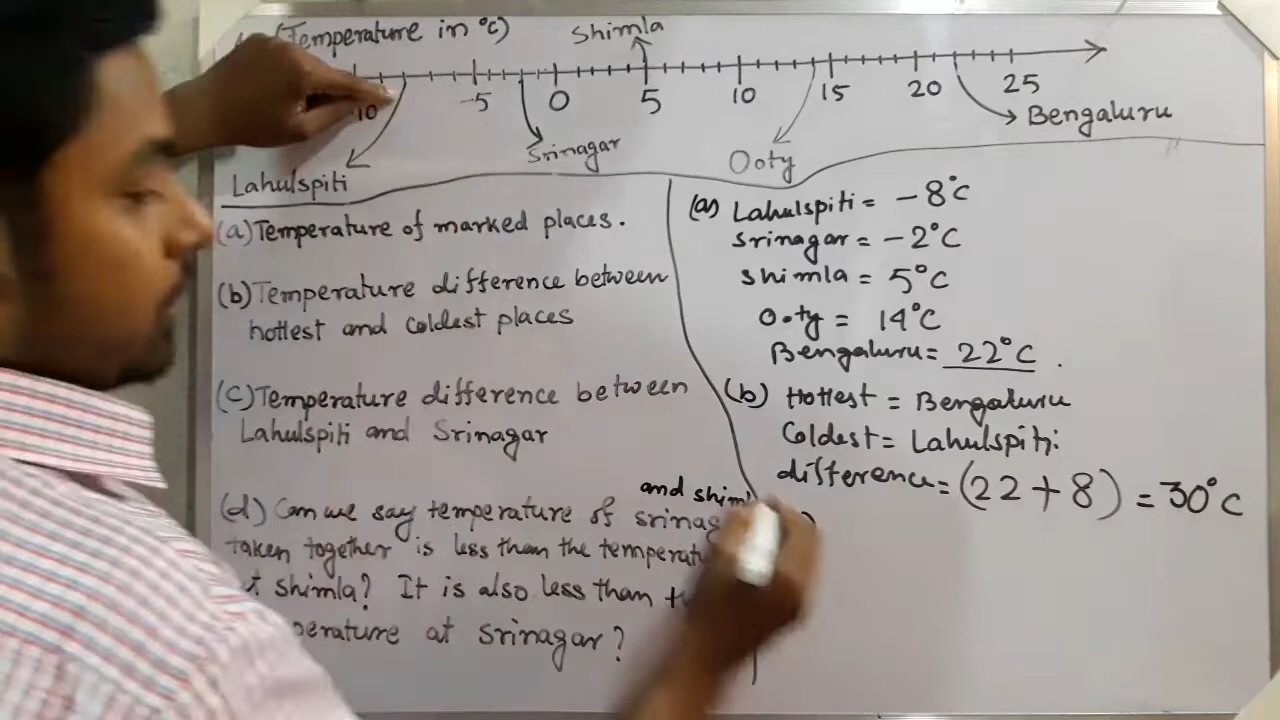 (Temperature in °C)
Shimla
10 -5 0 5 10 15 20 25
Bengaluru
Srinagar
Ooty
Lahulspiti
(a) Temperature of marked places.
(b) Temperature difference between
hottest and coldest places
(c) Temperature difference between
Lahulspiti and Srinagar
and shiml
(d) Can we say temperature of srinag
taken together is less than the temperatu
shimla? It is also less than
perature at srinagar?
(a) Lahulspiti = -8°C
Srinagar = -2°C
Shimla = 5°C
Ooty = 14°C
Bengaluru = 22°C.
(b) Hottest = Bengaluru
Coldest = Lahulspiti
difference = (22 + 8) = 30°C
)